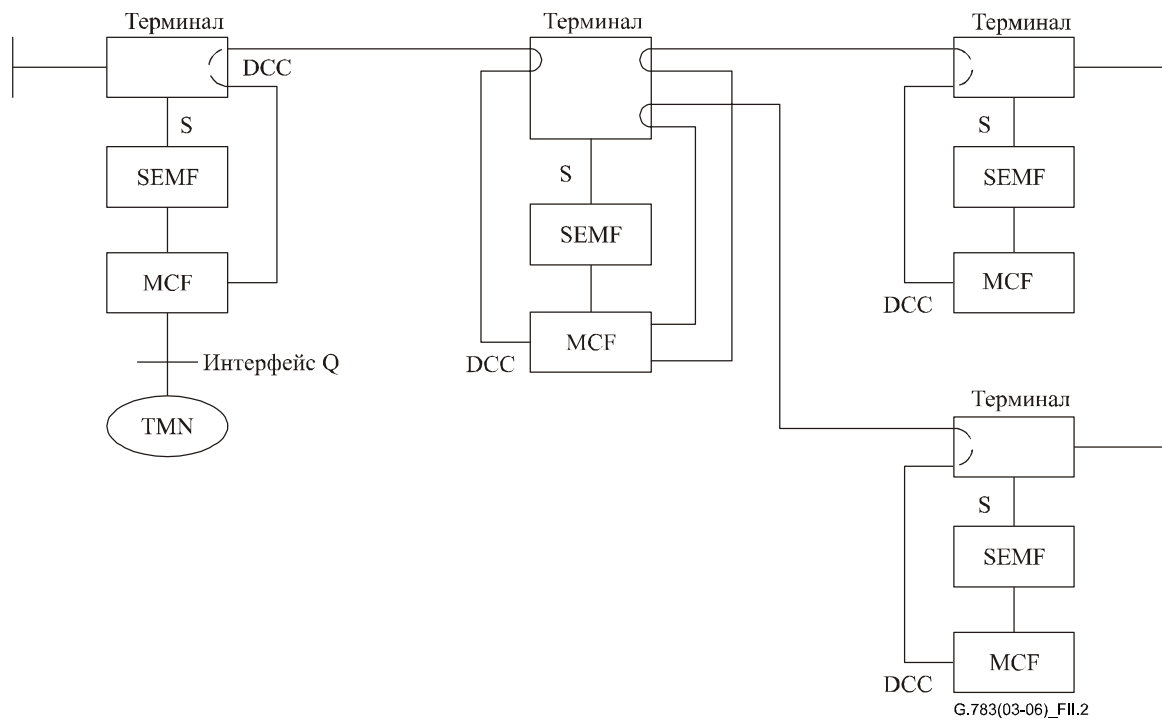 Терминал
Терминал
Терминал
DCC
S
S
S
SEMF
SEMF
SEMF
MCF
MCF
MCF
DCC
DCC
Интерфейс Q
TMN
Терминал
S
SEMF
MCF
DCC
G.783(03-06)_FII.2